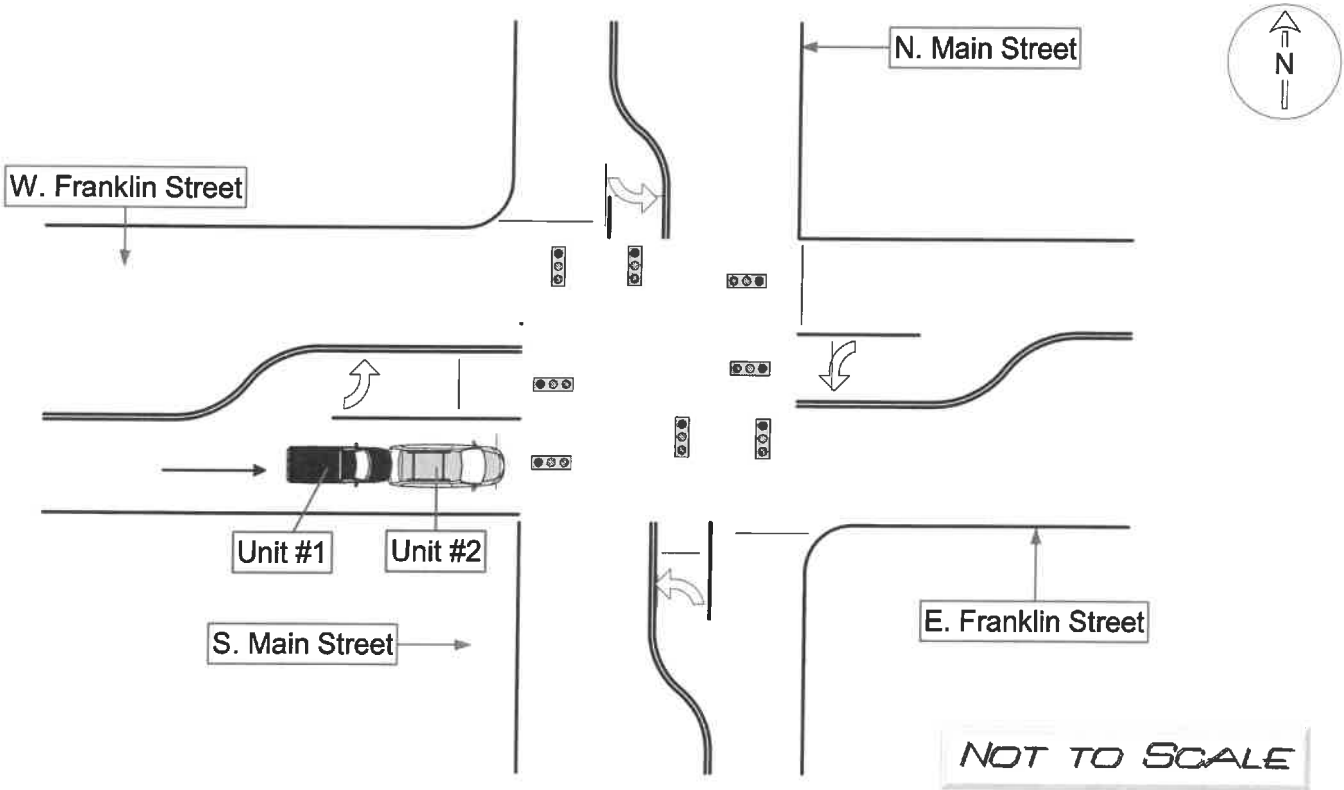 N. Main Street
N
W. Franklin Street
Unit #1
Unit #2
S. Main Street
E. Franklin Street
NOT TO SCALE